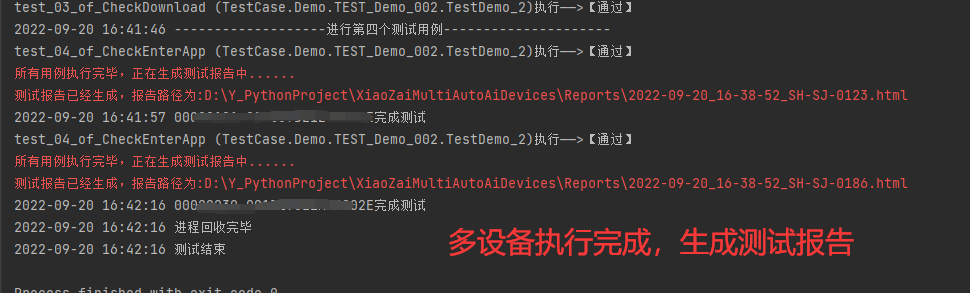 test_03_of_CheckDownload (TestCase.Demo.TEST_Demo_002.TestDemo_2)执行——>【通过】
2022-09-20 16:41:46 -------------------进行第四个测试用例---------------------
test_04_of_CheckEnterApp (TestCase.Demo.TEST_Demo_002.TestDemo_2)执行——>【通过】
所有用例执行完毕，正在生成测试报告中......
测试报告已经生成，报告路径为:D:\Y_PythonProject\XiaoZaiMultiAutoAiDevices\Reports\2022-09-20_16-38-52_SH-SJ-0123.html
2022-09-20 16:41:57 完成测试
test_04_of_CheckEnterApp (TestCase.Demo.TEST_Demo_002.TestDemo_2)执行——>【通过】
所有用例执行完毕，正在生成测试报告中......
测试报告已经生成，报告路径为:D:\Y_PythonProject\XiaoZaiMultiAutoAiDevices\Reports\2022-09-20_16-38-52_SH-SJ-0186.html
2022-09-20 16:42:16 完成测试
2022-09-20 16:42:16 进程回收完毕
2022-09-20 16:42:16 测试结束
多设备执行完成，生成测试报告
Process finished with exit code 0